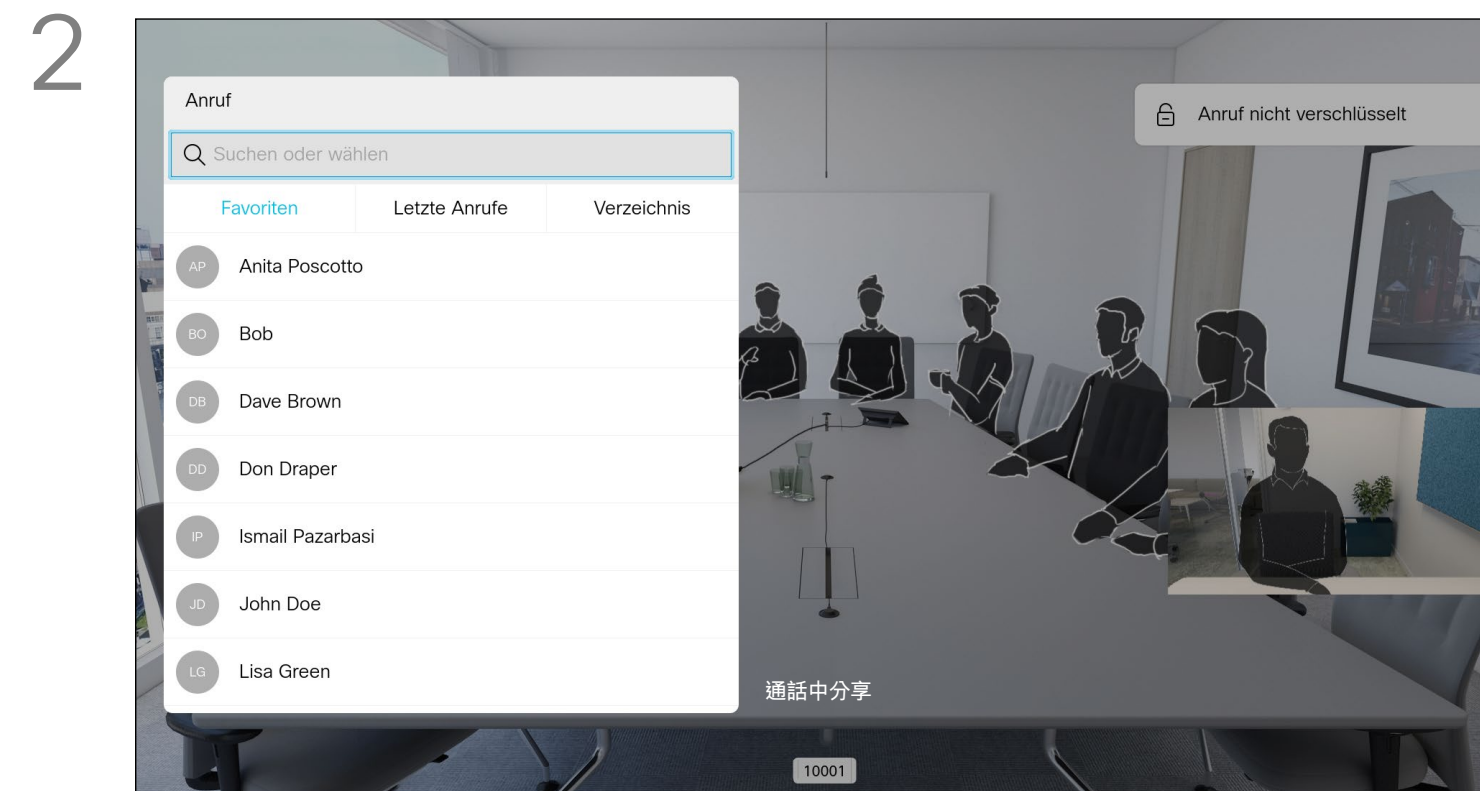 2
Anruf
Anruf nicht verschlüsselt
Suchen oder wählen
Favoriten
Letzte Anrufe
Verzeichnis
AP
Anita Poscotto
BO
Bob
DB
Dave Brown
DD
Don Draper
IP
Ismail Pazarbasi
JD
John Doe
LG
Lisa Green
通話中分享
10001